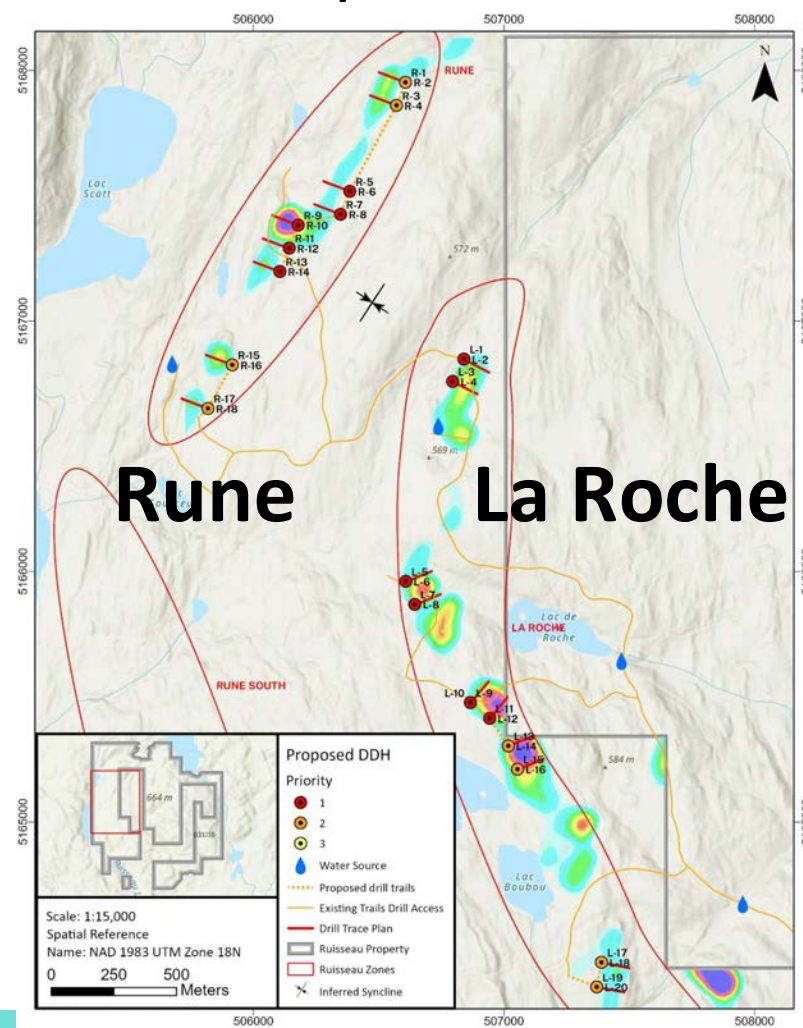 506000
507000
508000
5168000
N
R-1
R-2
RUNE
R-3
R-4
Lac
Scott
R-5
R-6
R-7
R-8
R-9
R-10
R-11
R-12
R-13
R-14
572 m
5167000
L-1
L-2
L-3
L-4
R-15
R-16
R-17
R-18
569 m
Rune
La Roche
5166000
L-5
L-6
L-7
L-8
Lac de
Roche
LA ROCHE
RUNE SOUTH
L-10
L-9
L-11
L-12
L-13
L-14
L-15
L-16
584 m
5165000
Lac
Boubou
L-17
L-18
L-19
L-20
664 m
031J10
Proposed DDH
Priority
1
2
3
Water Source
Proposed drill trails
Existing Trails Drill Access
Drill Trace Plan
Ruisseau Property
Ruisseau Zones
Inferred Syncline
Scale: 1:15,000
Spatial Reference
Name: NAD 1983 UTM Zone 18N
0 250 500
Meters
506000
507000
508000